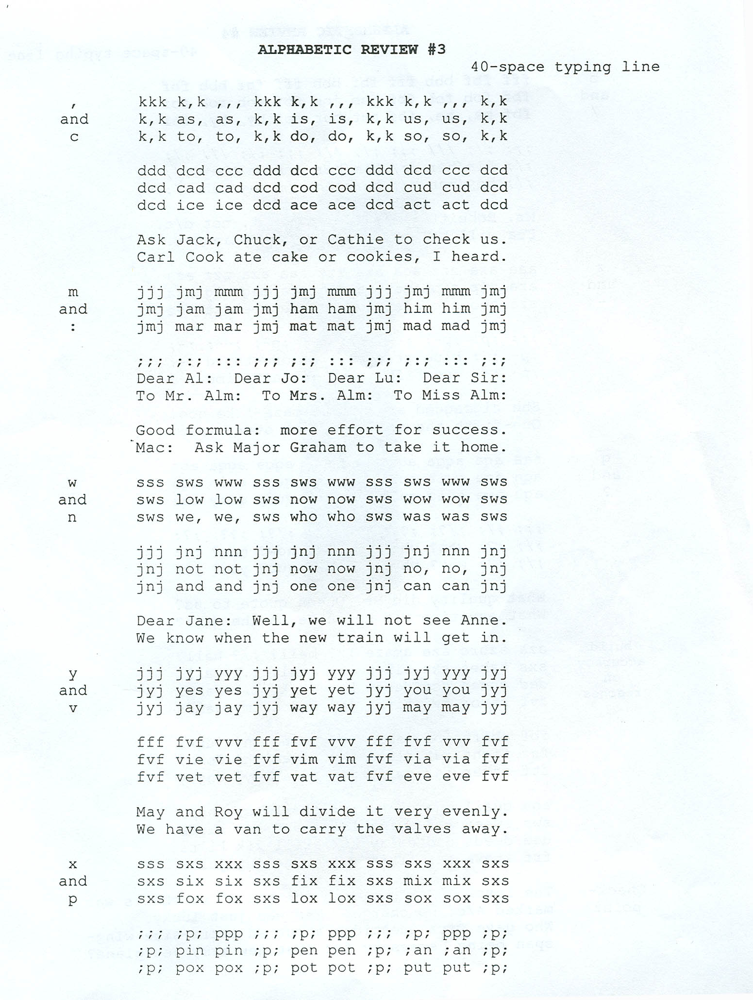 ALPHABETIC REVIEW #3
40-space typing line
, kkk k,k ,,, kkk k,k ,,, kkk k,k ,,, k,k
and k,k as, as, k,k is, is, k,k us, us, k,k
c k,k to, to, k,k do, do, k,k so, so, k,k
ddd dcd ccc ddd dcd ccc ddd dcd ccc dcd
dcd cad cad dcd cod cod dcd cud cud dcd
dcd ice ice dcd ace ace dcd act act dcd
Ask Jack, Chuck, or Cathie to check us.
Carl Cook ate cake or cookies, I heard.
m jjj jmj mmm jjj jmj mmm jjj jmj mmm jmj
and jmj jam jam jmj ham ham jmj him him jmj
: jmj mar mar jmj mat mat jmj mad mad jmj
;;; ;:; ::: ;;; ;:; ::: ;;; ;:; ::: ;:;
Dear Al:  Dear Jo:  Dear Lu:  Dear Sir:
To Mr. Alm:  To Mrs. Alm:  To Miss Alm:
Good formula:  more effort for success.
Mac:  Ask Major Graham to take it home.
w sss sws www sss sws www sss sws www sws
and sws low low sws now now sws wow wow sws
n sws we, we, sws who who sws was was sws
jjj jnj nnn jjj jnj nnn jjj jnj nnn jnj
jnj not not jnj now now jnj no, no, jnj
jnj and and jnj one one jnj can can jnj
Dear Jane:  Well, we will not see Anne.
We know when the new train will get in.
y jjj jyj yyy jjj jyj yyy jjj jyj yyy jyj
and jyj yes yes jyj yet yet jyj you you jyj
v jyj jay jay jyj way way jyj may may jyj
fff fvf vvv fff fvf vvv fff fvf vvv fvf
fvf vie vie fvf vim vim fvf via via fvf
fvf vet vet fvf vat vat fvf eve eve fvf
May and Roy will divide it very evenly.
We have a van to carry the valves away.
x sss sxs xxx sss sxs xxx sss sxs xxx sxs
and sxs six six sxs fix fix sxs mix mix sxs
p sxs fox fox sxs lox lox sxs sox sox sxs
;;; ;p; ppp ;;; ;p; ppp ;;; ;p; ppp ;p;
;p; pin pin ;p; pen pen ;p; ;an ;an ;p;
;p; pox pox ;p; pot pot ;p; put put ;p;